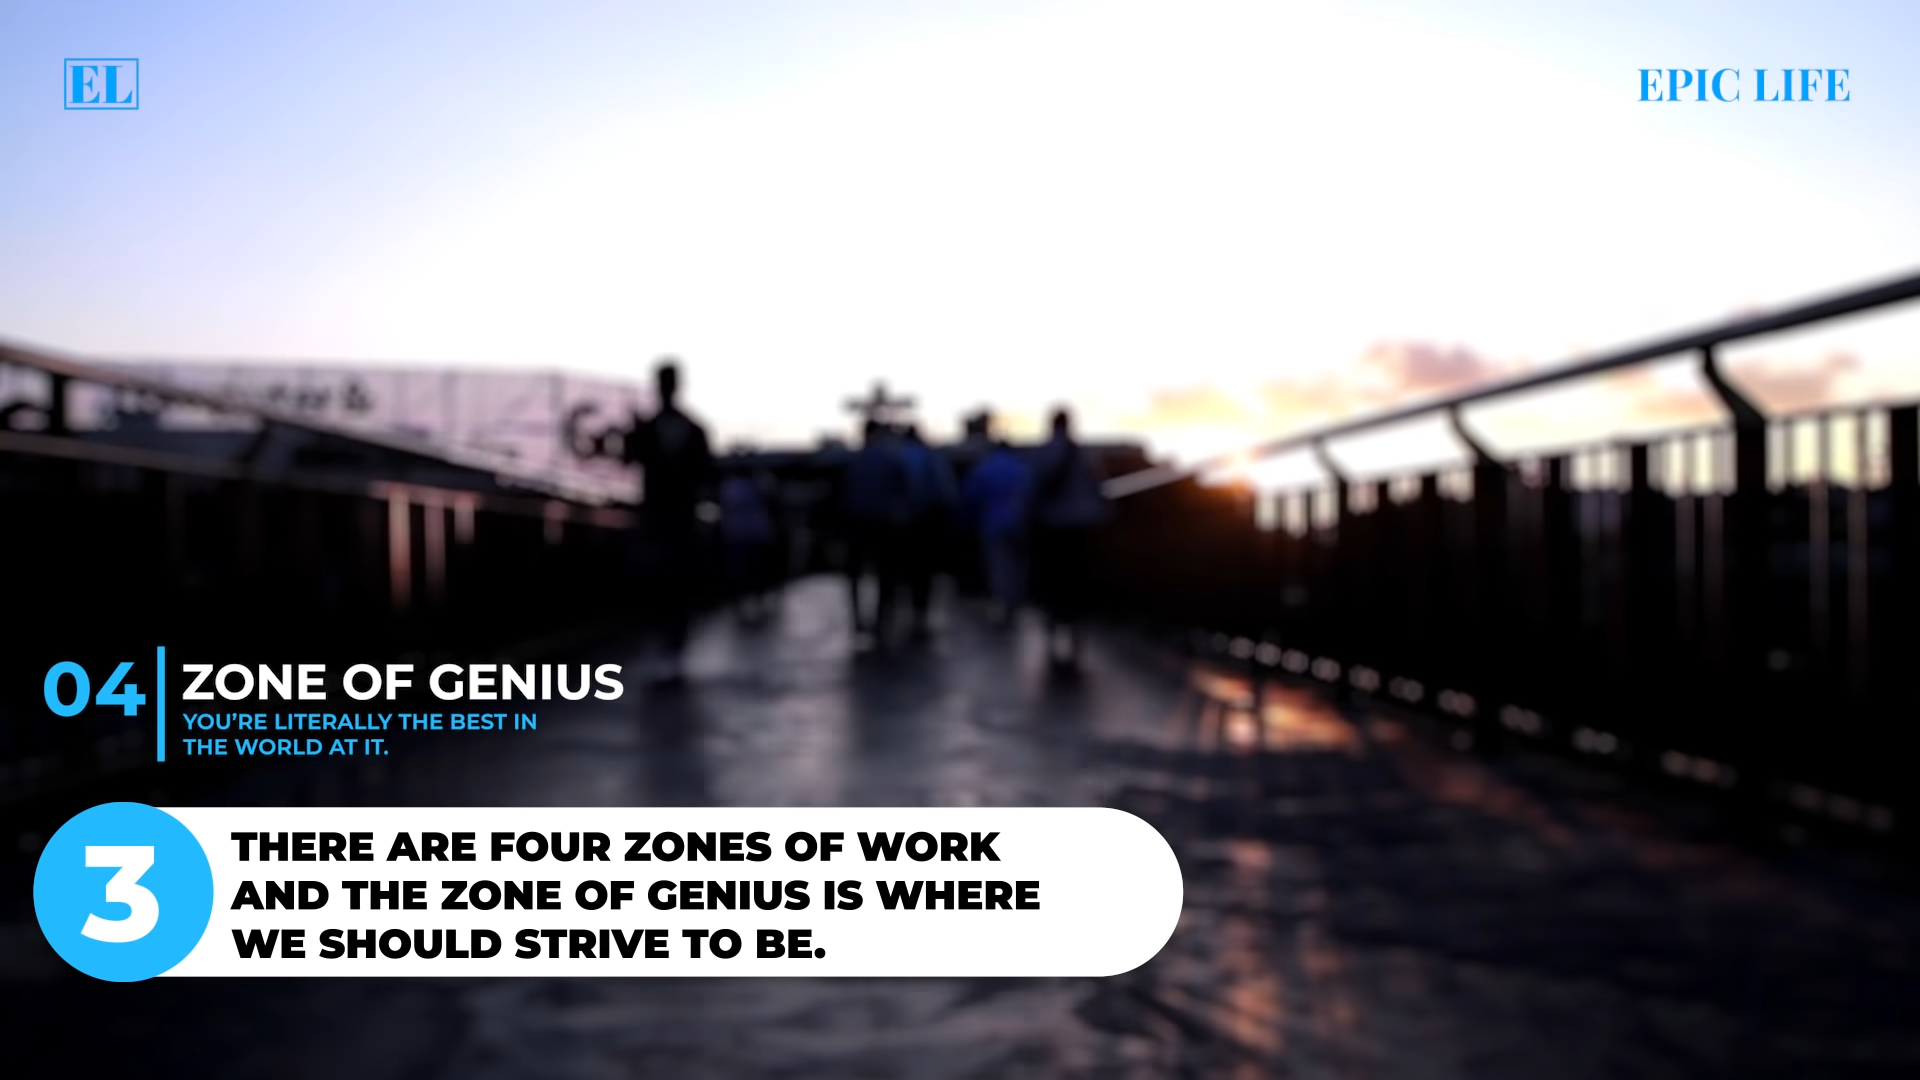 EL
EPIC LIFE
04
ZONE OF GENIUS
YOU'RE LITERALLY THE BEST IN
THE WORLD AT IT.
3
THERE ARE FOUR ZONES OF WORK
AND THE ZONE OF GENIUS IS WHERE
WE SHOULD STRIVE TO BE.